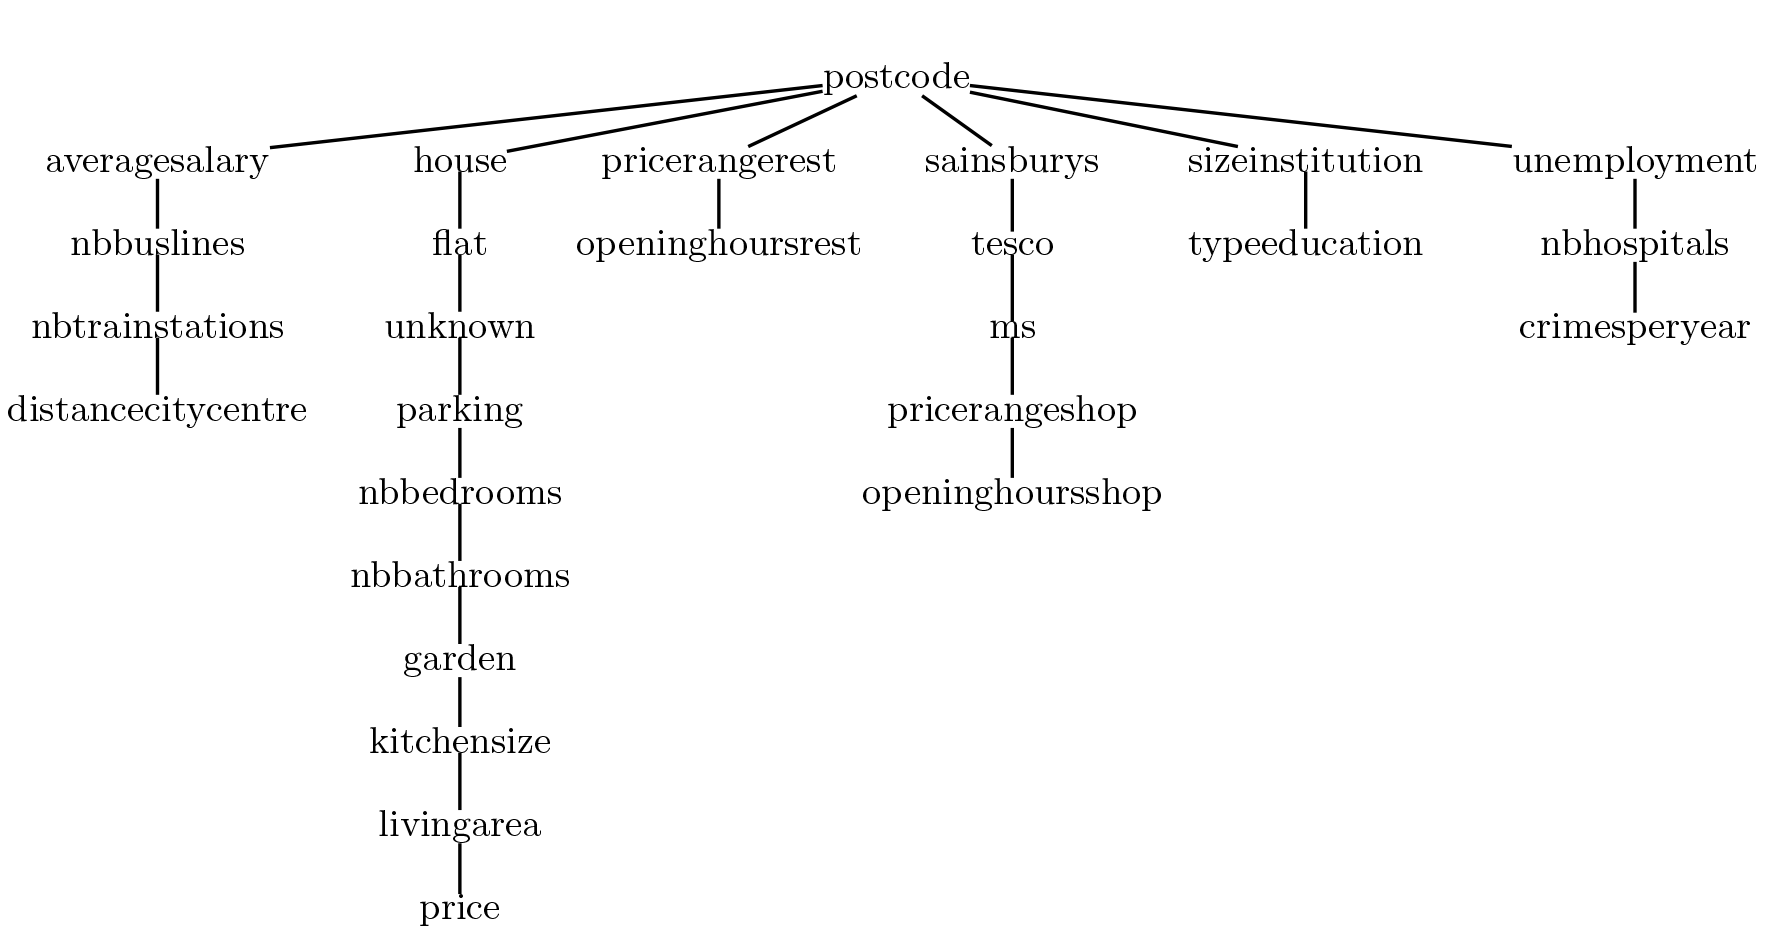 postcode
averagesalary house pricerangerest sainsburys sizeinstitution unemployment
nbbuslines flat openinghoursrest tesco typeeducation nbhospitals
nbtrainstations unknown ms crimesperyear
distancecitycentre parking pricerangeshop
nbbedrooms openinghoursshop
nbbathrooms
garden
kitchensize
livingarea
price